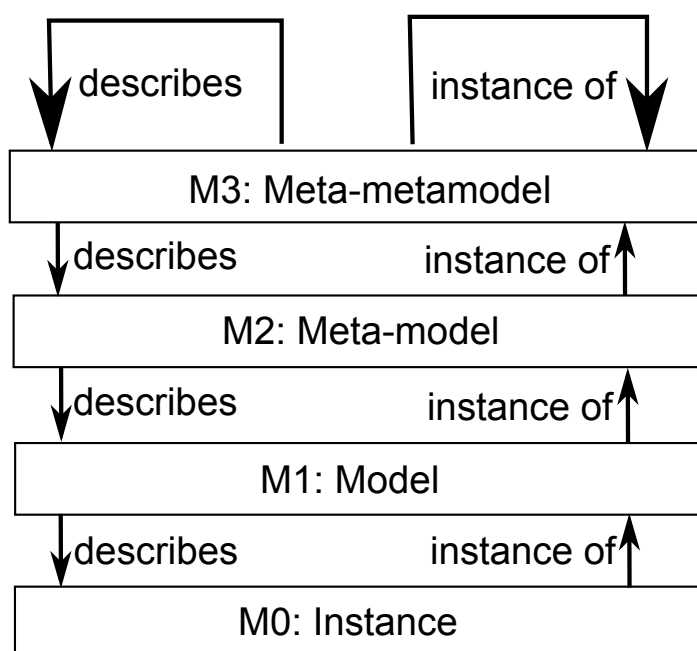 describes instance of
M3: Meta-metamodel
describes instance of
M2: Meta-model
describes instance of
M1: Model
describes instance of
M0: Instance